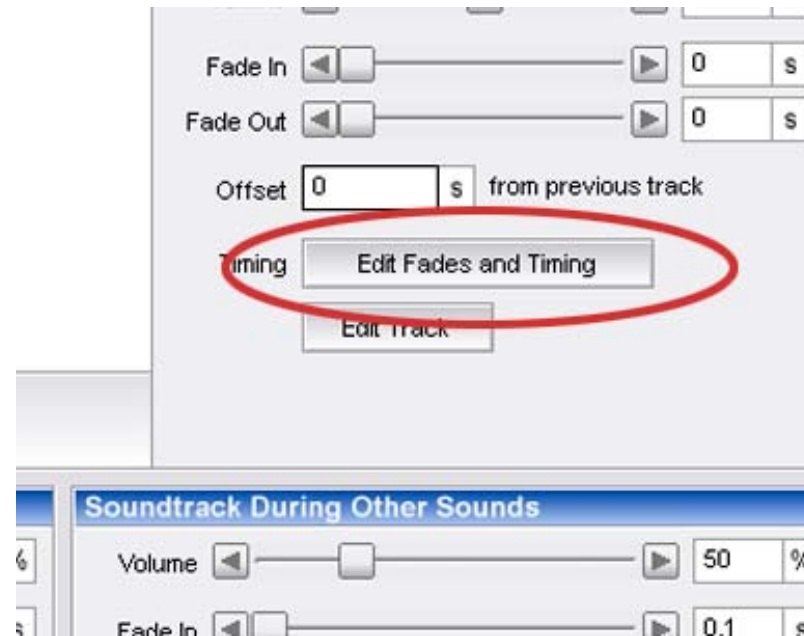 Fade In 0 s
Fade Out 0 s
Offset 0 s from previous track
Timing Edit Fades and Timing
Edit Track
Soundtrack During Other Sounds
% Volume 50 %
s Fade In 0.1 s